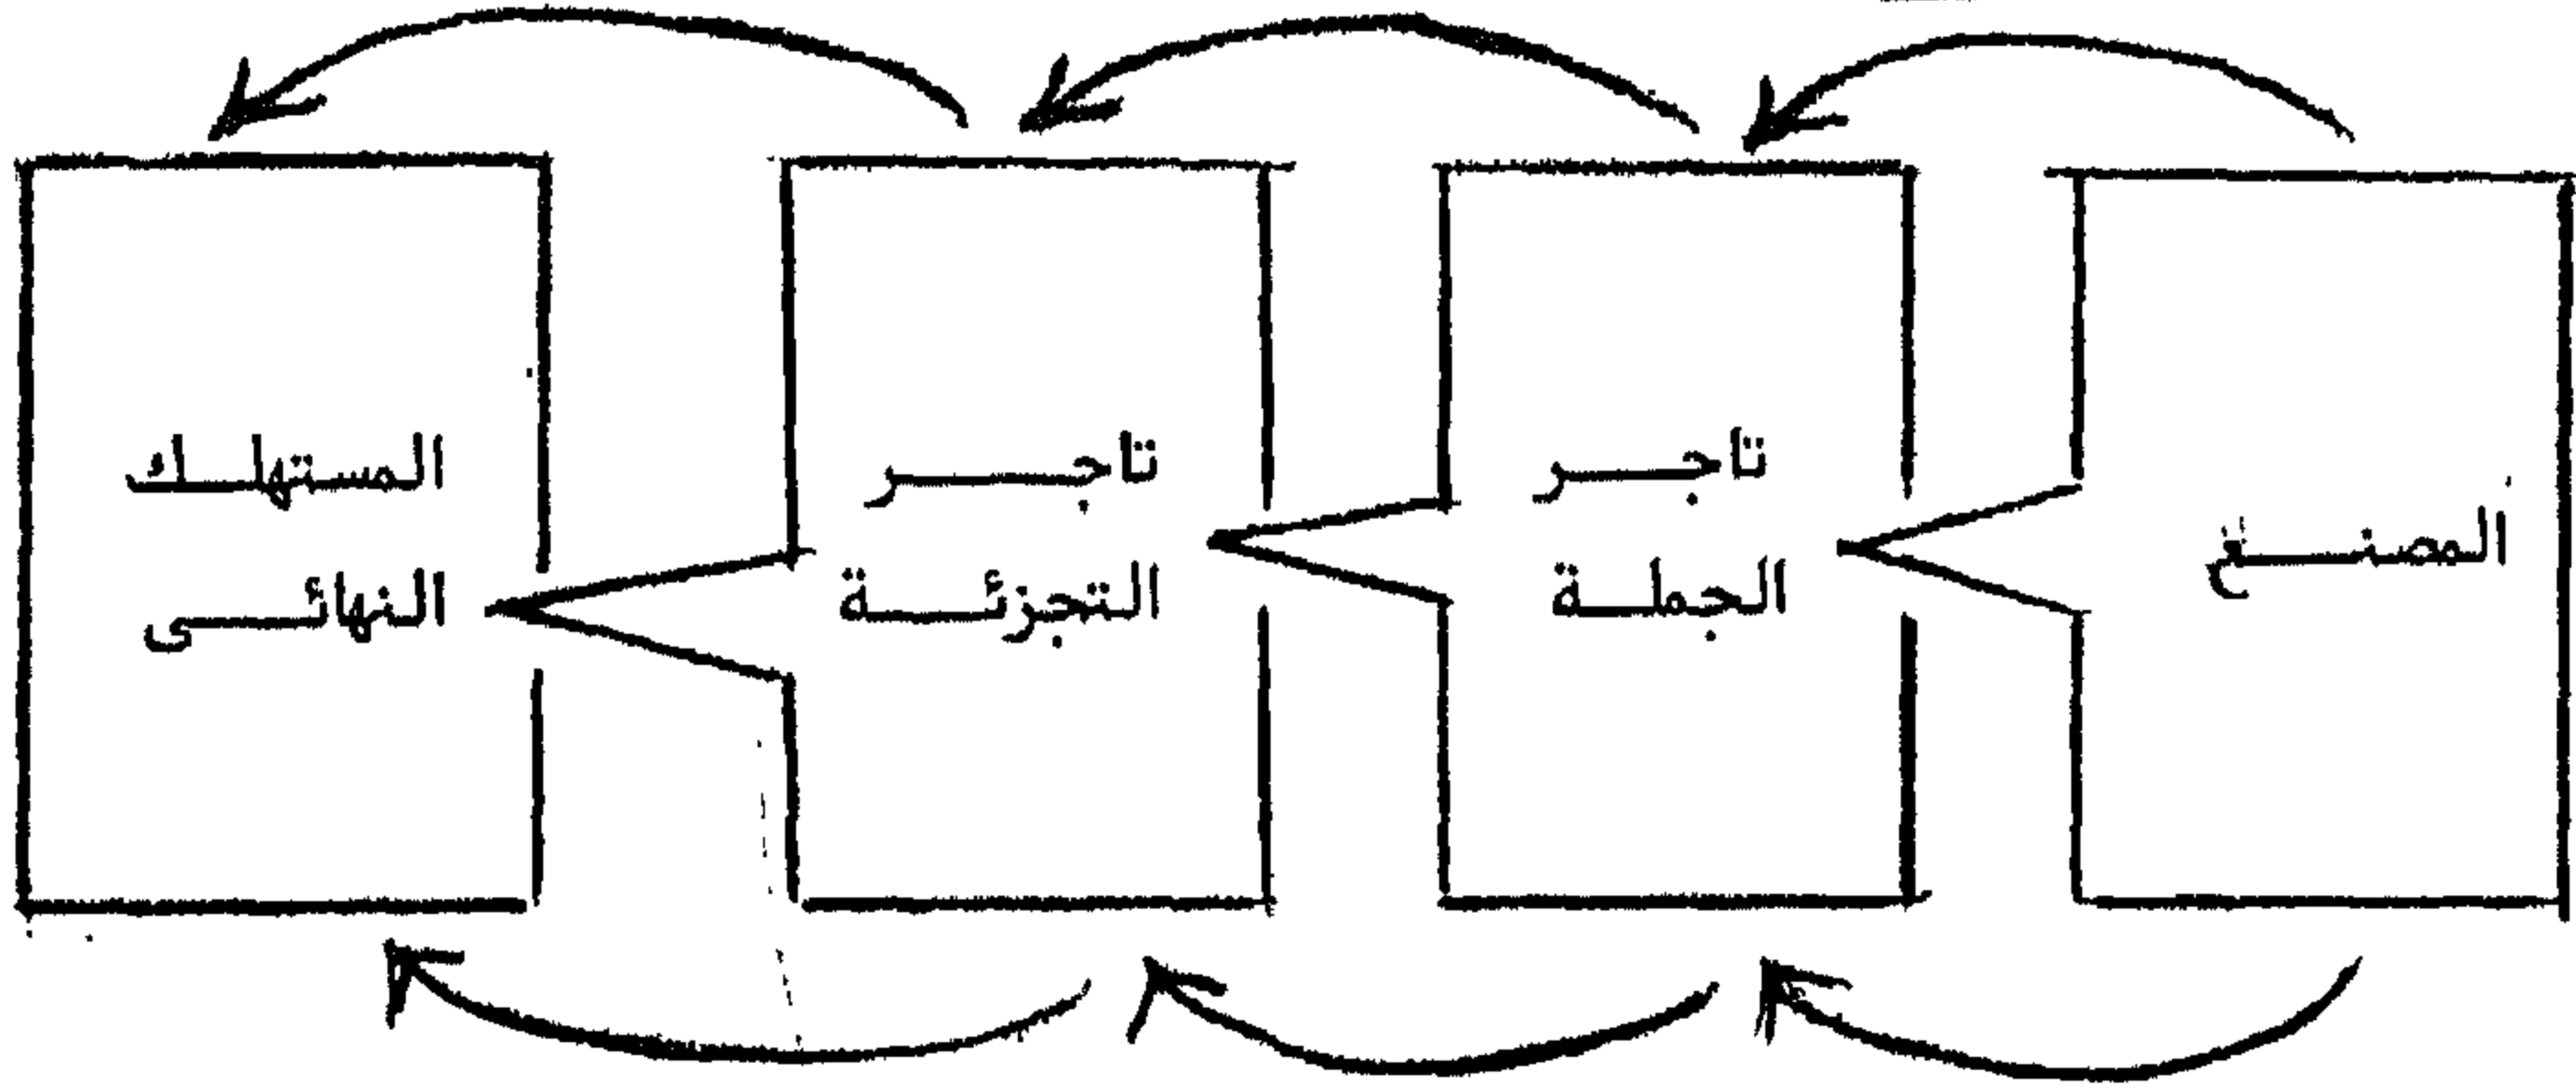 المصنع
تاجر
الجملة
تاجر
التجزئة
المستهلك
النهائى